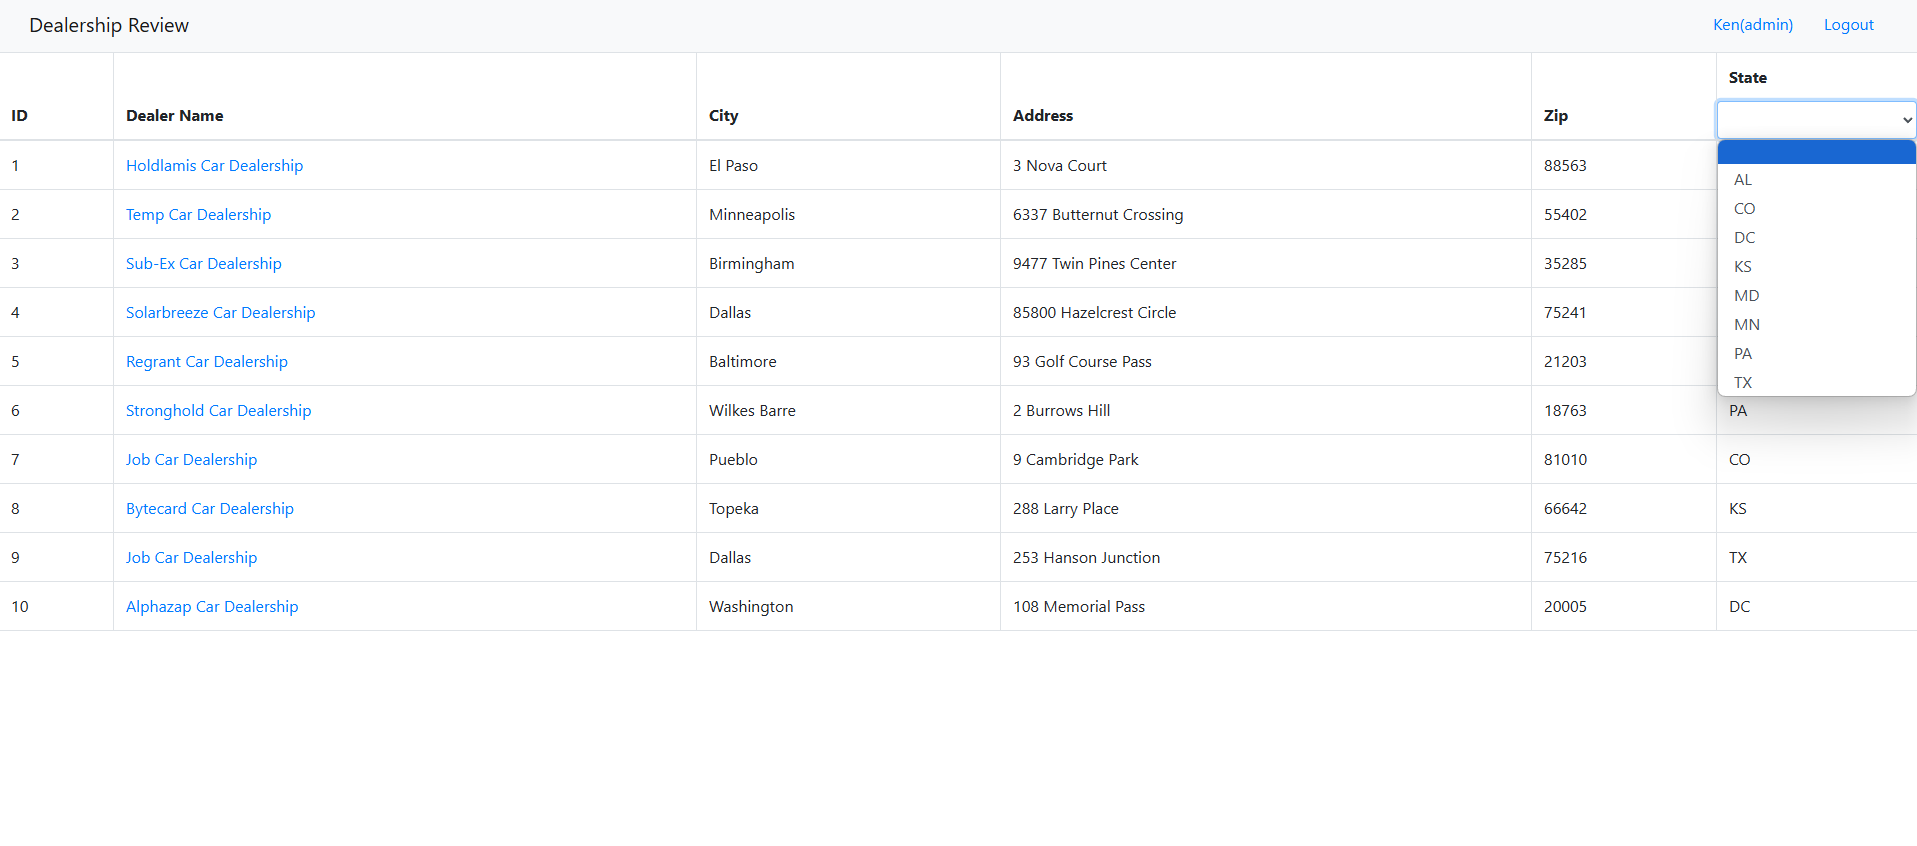 Dealership Review Ken(admin) Logout
State
ID Dealer Name City Address Zip
1 Holdlamis Car Dealership El Paso 3 Nova Court 88563
AL
2 Temp Car Dealership Minneapolis 6337 Butternut Crossing 55402
CO
DC
3 Sub-Ex Car Dealership Birmingham 9477 Twin Pines Center 35285
KS
MD
4 Solarbreeze Car Dealership Dallas 85800 Hazelcrest Circle 75241
MN
PA
5 Regrant Car Dealership Baltimore 93 Golf Course Pass 21203
TX
6 Stronghold Car Dealership Wilkes Barre 2 Burrows Hill 18763 PA
7 Job Car Dealership Pueblo 9 Cambridge Park 81010 CO
8 Bytecard Car Dealership Topeka 288 Larry Place 66642 KS
9 Job Car Dealership Dallas 253 Hanson Junction 75216 TX
10 Alphazap Car Dealership Washington 108 Memorial Pass 20005 DC